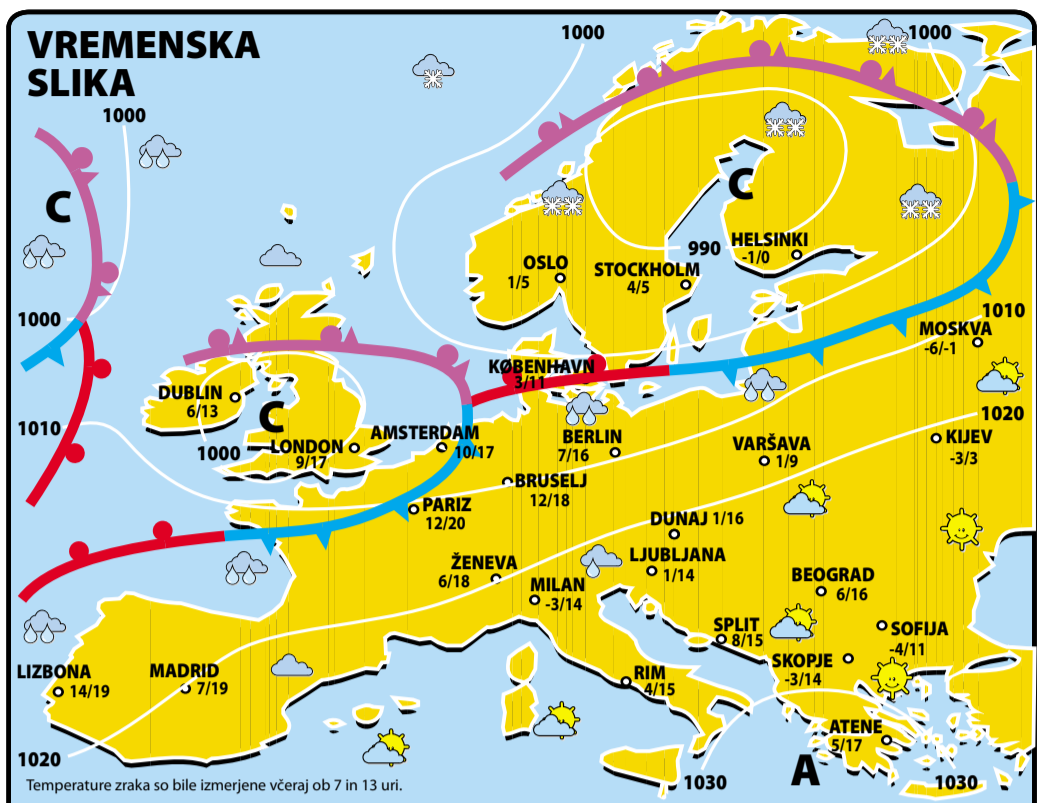 VREMENSKA
SLIKA
1000
1000
1000
C
C
990
HELSINKI
-1/0
OSLO
1/5
STOCKHOLM
4/5
1000
1010
MOSKVA
-6/-1
KØBENHAVN
3/11
DUBLIN
6/13
C
1020
1010
1000
LONDON
9/17
AMSTERDAM
10/17
BERLIN
7/16
VARŠAVA
1/9
KIJEV
-3/3
BRUSELJ
12/18
PARIZ
12/20
DUNAJ 1/16
ŽENEVA
6/18
LJUBLJANA
1/14
MILAN
-3/14
BEOGRAD
6/16
SPLIT
8/15
SOFIJA
-4/11
LIZBONA
14/19
MADRID
7/19
RIM
4/15
SKOPJE
-3/14
ATENE
5/17
1020
A
1030
1030
Temperature zraka so bile izmerjene včeraj ob 7 in 13 uri.